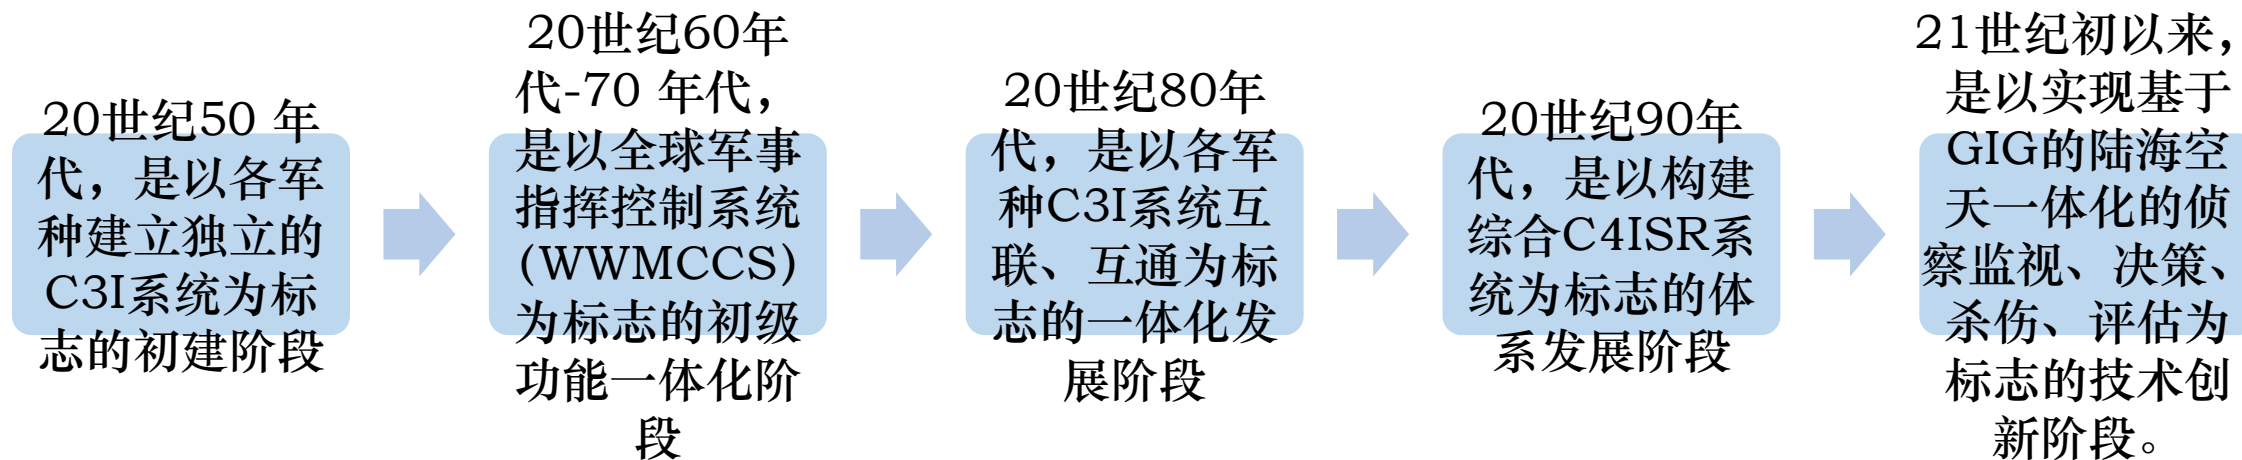 20世纪50 年
代，是以各军
种建立独立的
C3I系统为标
志的初建阶段
20世纪60年
代-70 年代，
是以全球军事
指挥控制系统
(WWMCCS)
为标志的初级
功能一体化阶
段
20世纪80年
代，是以各军
种C3I系统互
联、互通为标
志的一体化发
展阶段
20世纪90年
代，是以构建
综合C4ISR系
统为标志的体
系发展阶段
21世纪初以来，
是以实现基于
GIG的陆海空
天一体化的侦
察监视、决策、
杀伤、评估为
标志的技术创
新阶段。